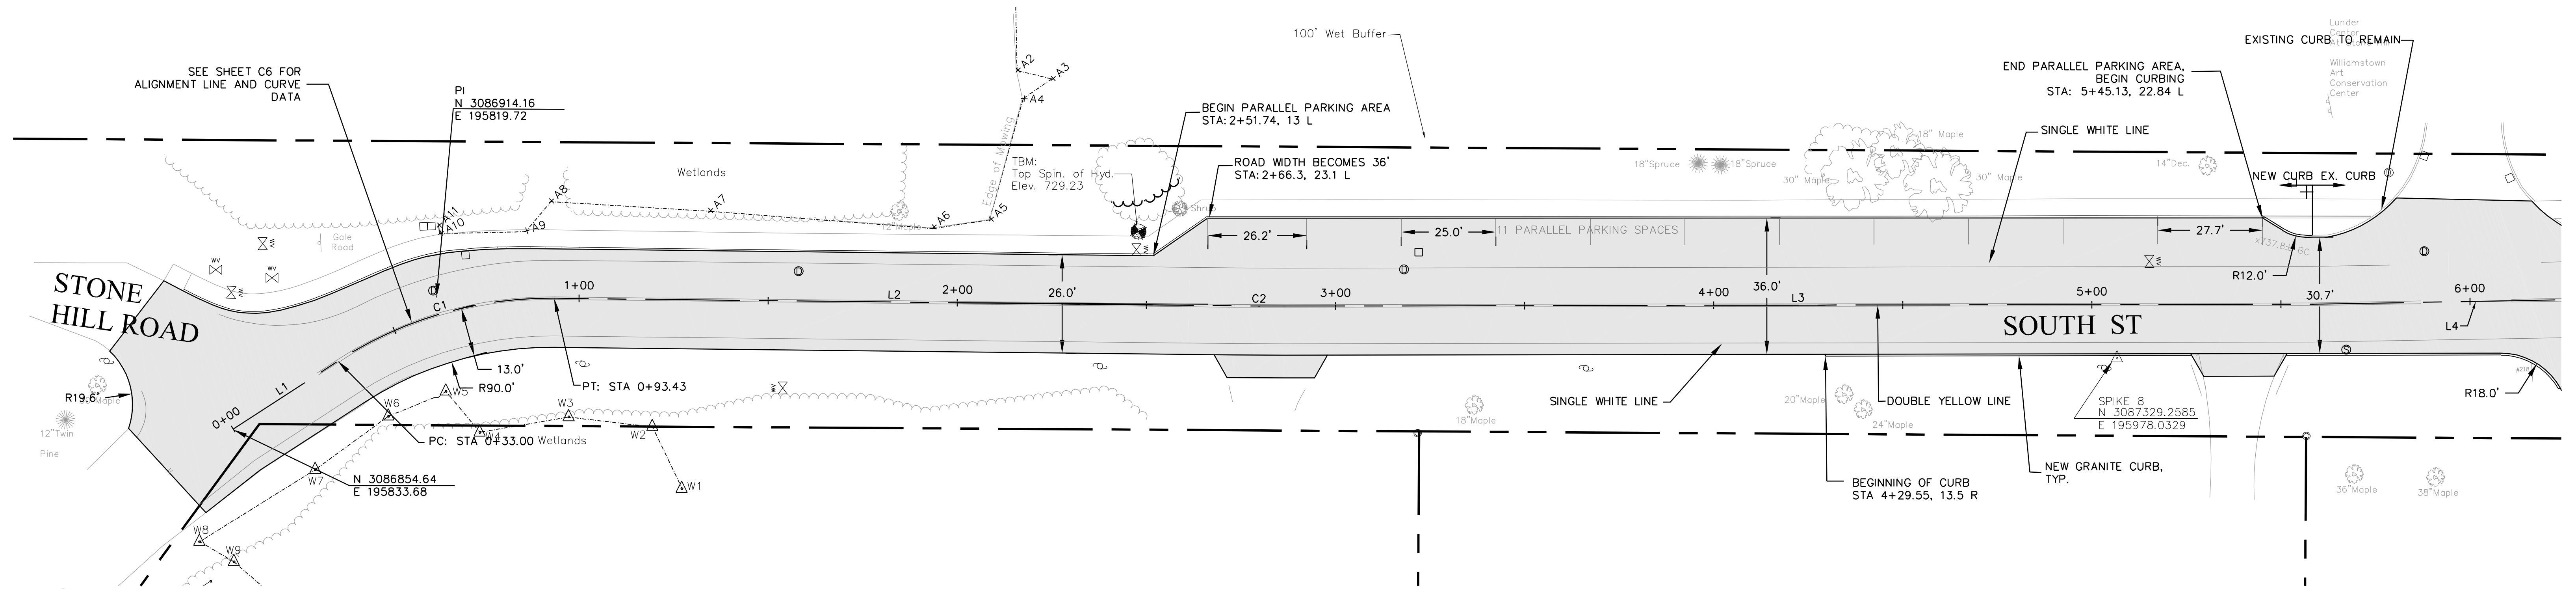 SEE SHEET C6 FOR
ALIGNMENT LINE AND CURVE
DATA
PI
N 3086914.16
E 195819.72
100' Wet Buffer
A2
A3
A4
Edge of Mowing
BEGIN PARALLEL PARKING AREA
STA: 2+51.74, 13 L
ROAD WIDTH BECOMES 36'
STA: 2+66.3, 23.1 L
TBM:
Top Spin. of Hyd.
Elev. 729.23
Shrub
END PARALLEL PARKING AREA,
BEGIN CURBING
STA: 5+45.13, 22.84 L
EXISTING CURB TO REMAIN
Lunder
Center
Williamstown
Art
Conservation
Center
SINGLE WHITE LINE
18"Spruce
18"Spruce
18" Maple
30" Maple
30" Maple
14"Dec.
NEW CURB EX. CURB
Wetlands
A11
A10
A9
A8
A7
A6
A5
12"Maple
Gale
Road
WV
WV
WV
WV
WV
WV
26.2'
25.0'
11 PARALLEL PARKING SPACES
27.7'
R12.0'
STONE
HILL ROAD
C1
1+00
L2
2+00
26.0'
C2
3+00
4+00
36.0'
L3
5+00
30.7'
6+00
L4
SOUTH ST
L1
0+00
13.0'
R90.0'
PT: STA 0+93.43
PC: STA 0+33.00
R19.6'
Maple
12"Twin
Pine
N 3086854.64
E 195833.68
W5
W6
W4
W3
W2
W1
W7
W8
W9
Wetlands
WV
18"Maple
SINGLE WHITE LINE
20"Maple
24"Maple
DOUBLE YELLOW LINE
BEGINNING OF CURB
STA 4+29.55, 13.5 R
NEW GRANITE CURB,
TYP.
SPIKE 8
N 3087329.2585
E 195978.0329
S
R18.0'
36"Maple
38"Maple